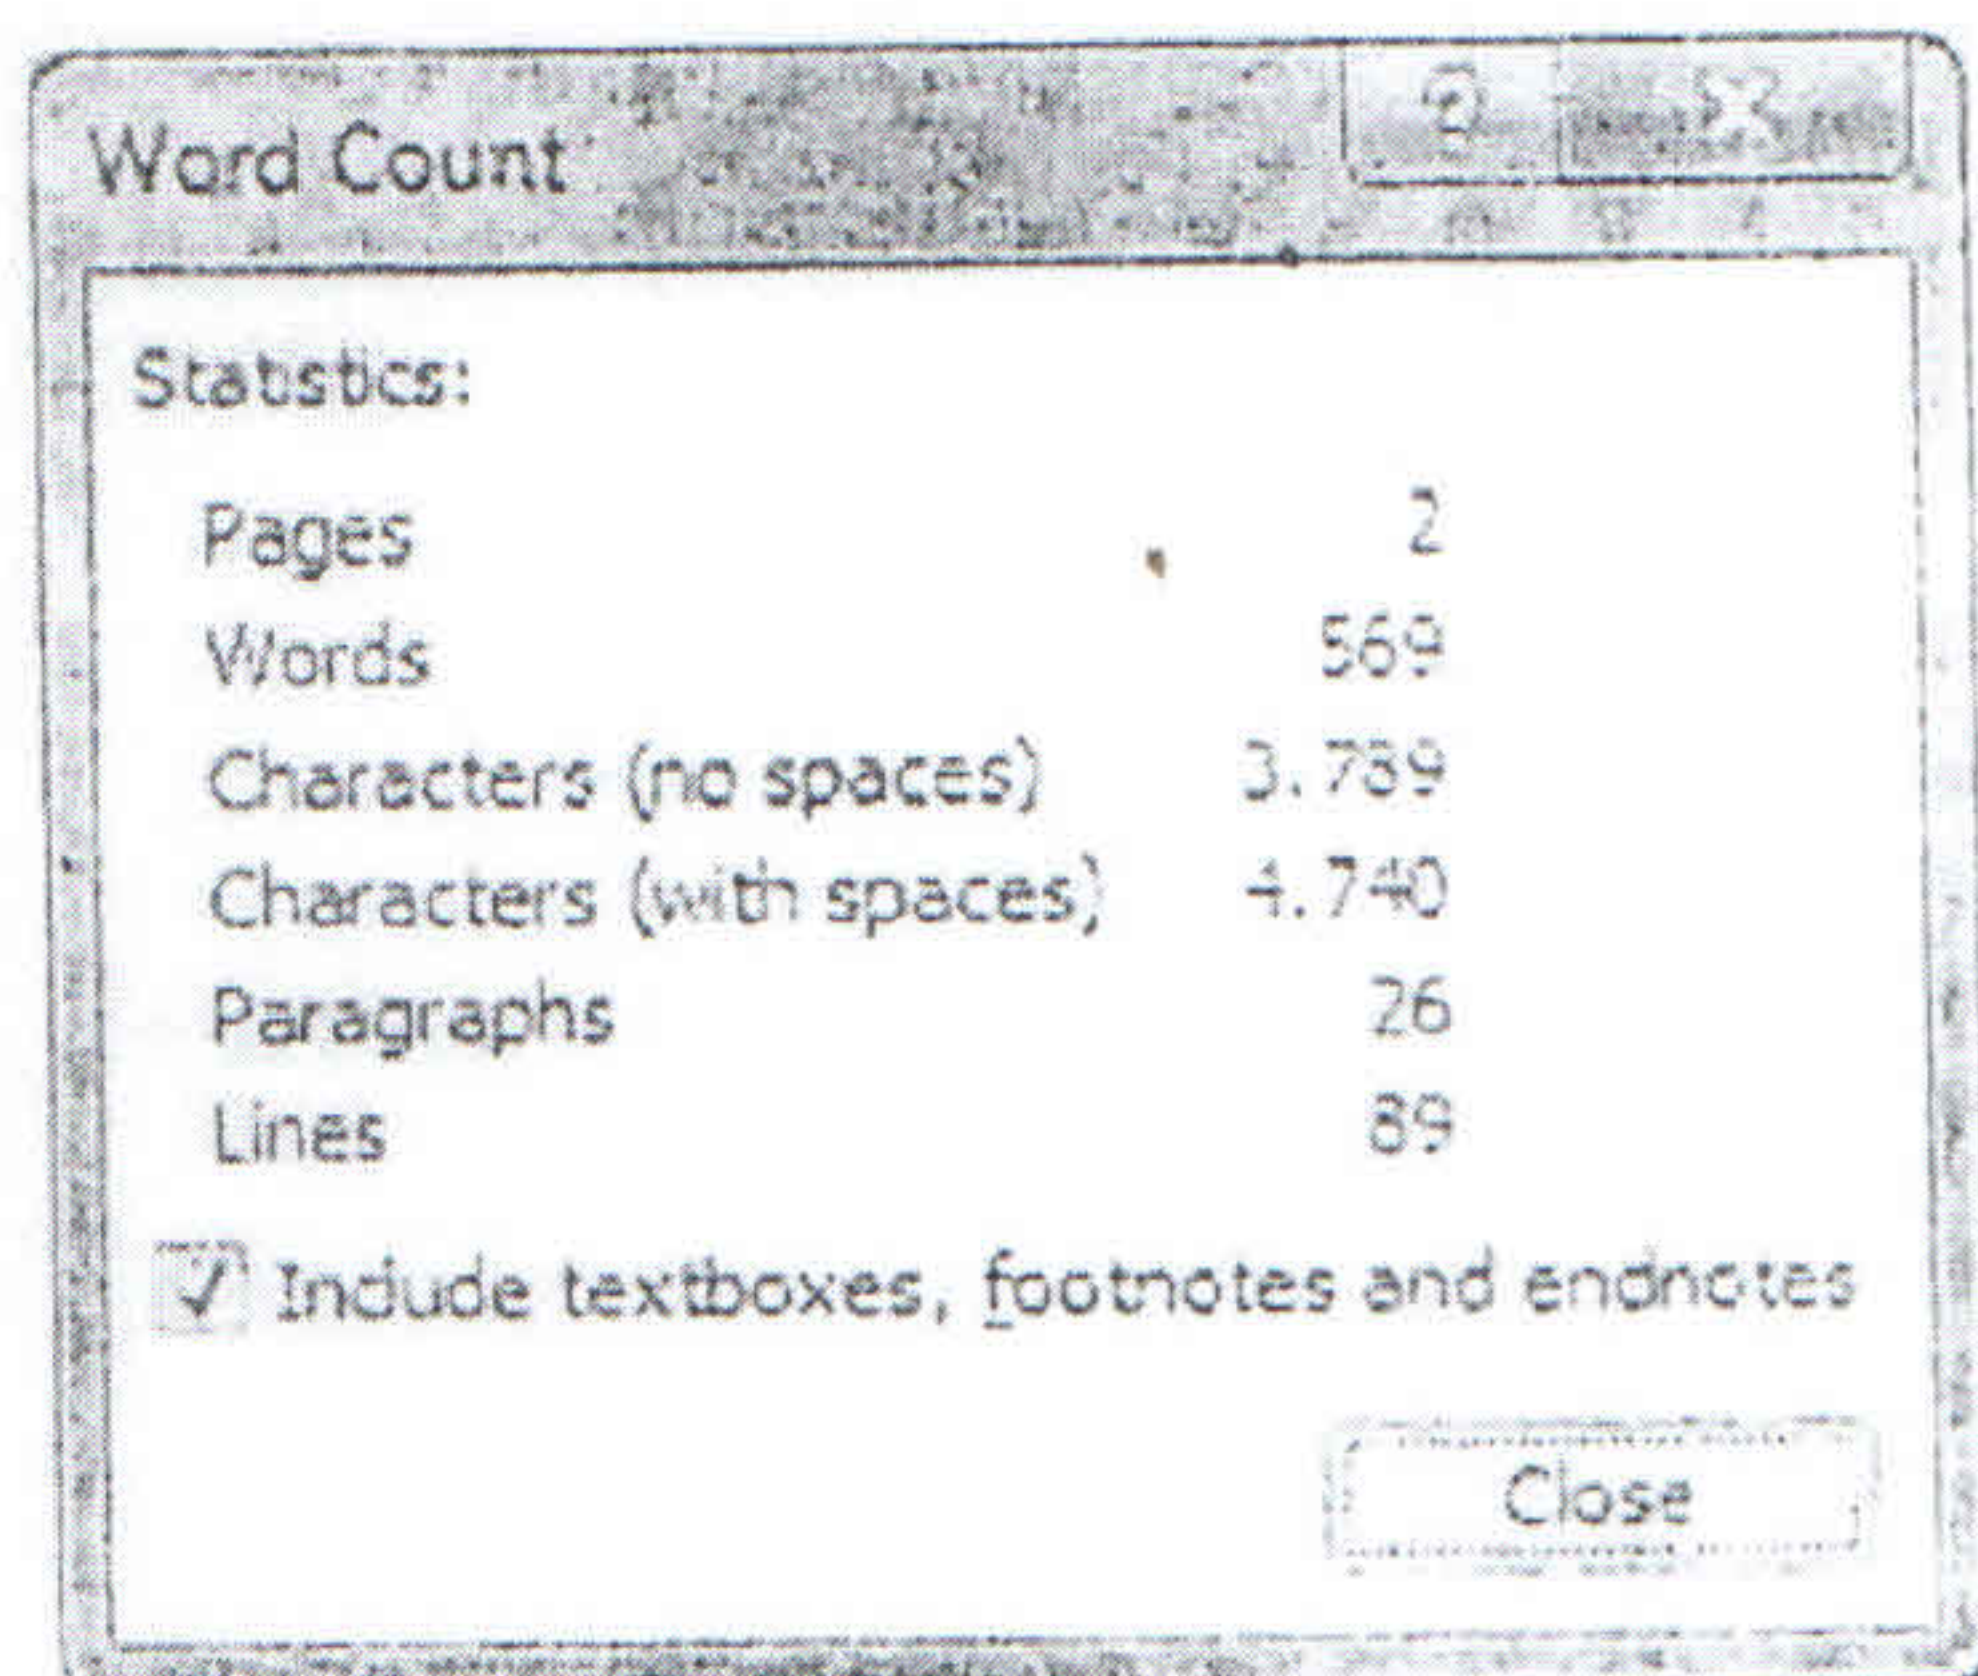 Word Count
Statistics:
Pages 2
Words 569
Characters (no spaces) 3.789
Characters (with spaces) 4.740
Paragraphs 26
Lines 89
Include textboxes, footnotes and endnotes
Close